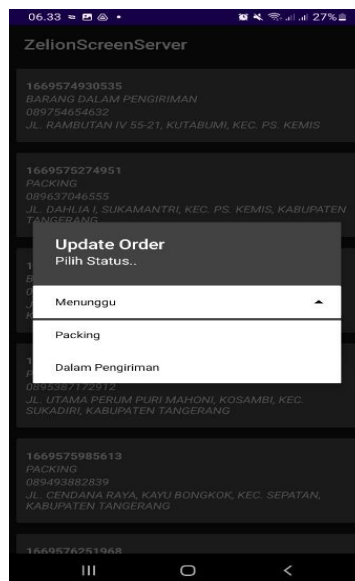 06.33
27%
ZelionScreenServer
1669574930535
BARANG DALAM PENGIRIMAN
089754654632
JL. RAMBUTAN IV 55-21, KUTABUMI, KEC. PS. KEMIS
1669575274951
PACKING
089637046555
JL. DAHLIA I, SUKAMANTRI, KEC. PS. KEMIS, KABUPATEN
TANGERANG
Update Order
Pilih Status..
Menunggu
Packing
Dalam Pengiriman
0895387172912
JL. UTAMA PERUM PURI MAHONI, KOSAMBI, KEC.
SUKADIRI, KABUPATEN TANGERANG
1669575985613
PACKING
089493882839
JL. CENDANA RAYA, KAYU BONGKOK, KEC. SEPATAN,
KABUPATEN TANGERANG
1669576251968